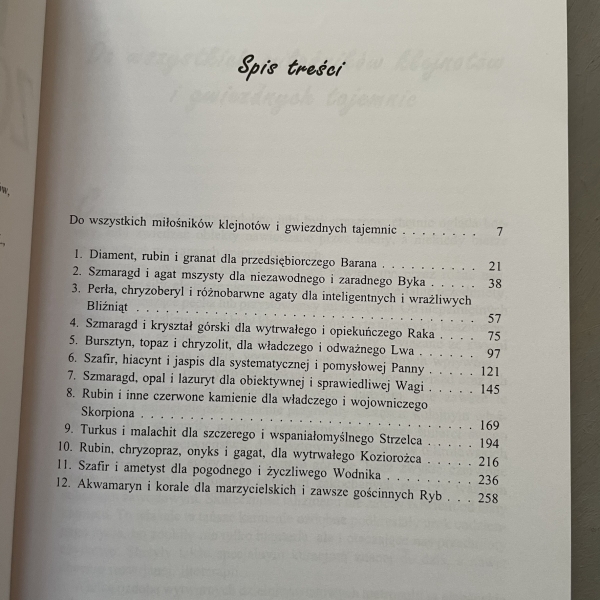 Spis treści
Do wszystkich miłośników klejnotów i gwiezdnych tajemnic . . . . . . . . 7
1. Diament, rubin i granat dla przedsiębiorczego Barana . . . . . . . . . . 21
2. Szmaragd i agat mszysty dla niezawodnego i zaradnego Byka . . . . 38
3. Perła, chryzoberyl i różnobarwne agaty dla inteligentnych i wrażliwych
Bliźniąt . . . . . . . . . . . . . . . . . . . . . . . . . . . . . . . . . . . 57
4. Szmaragd i kryształ górski dla wytrwałego i opiekuńczego Raka . . . . 75
5. Bursztyn, topaz i chryzolit, dla władczego i odważnego Lwa . . . . . . 97
6. Szafir, hiacynt i jaspis dla systematycznej i pomysłowej Panny . . . . . 121
7. Szmaragd, opal i lazuryt dla obiektywnej i sprawiedliwej Wagi . . . . . 145
8. Rubin i inne czerwone kamienie dla władczego i wojowniczego
Skorpiona . . . . . . . . . . . . . . . . . . . . . . . . . . . . . . . . . 169
9. Turkus i malachit dla szczerego i wspaniałomyślnego Strzelca . . . . . 194
10. Rubin, chryzopraz, onyks i gagat, dla wytrwałego Koziorożca . . . . . 216
11. Szafir i ametyst dla pogodnego i życzliwego Wodnika . . . . . . . . . 236
12. Akwamaryn i korale dla marzycielskich i zawsze gościnnych Ryb . . . 258